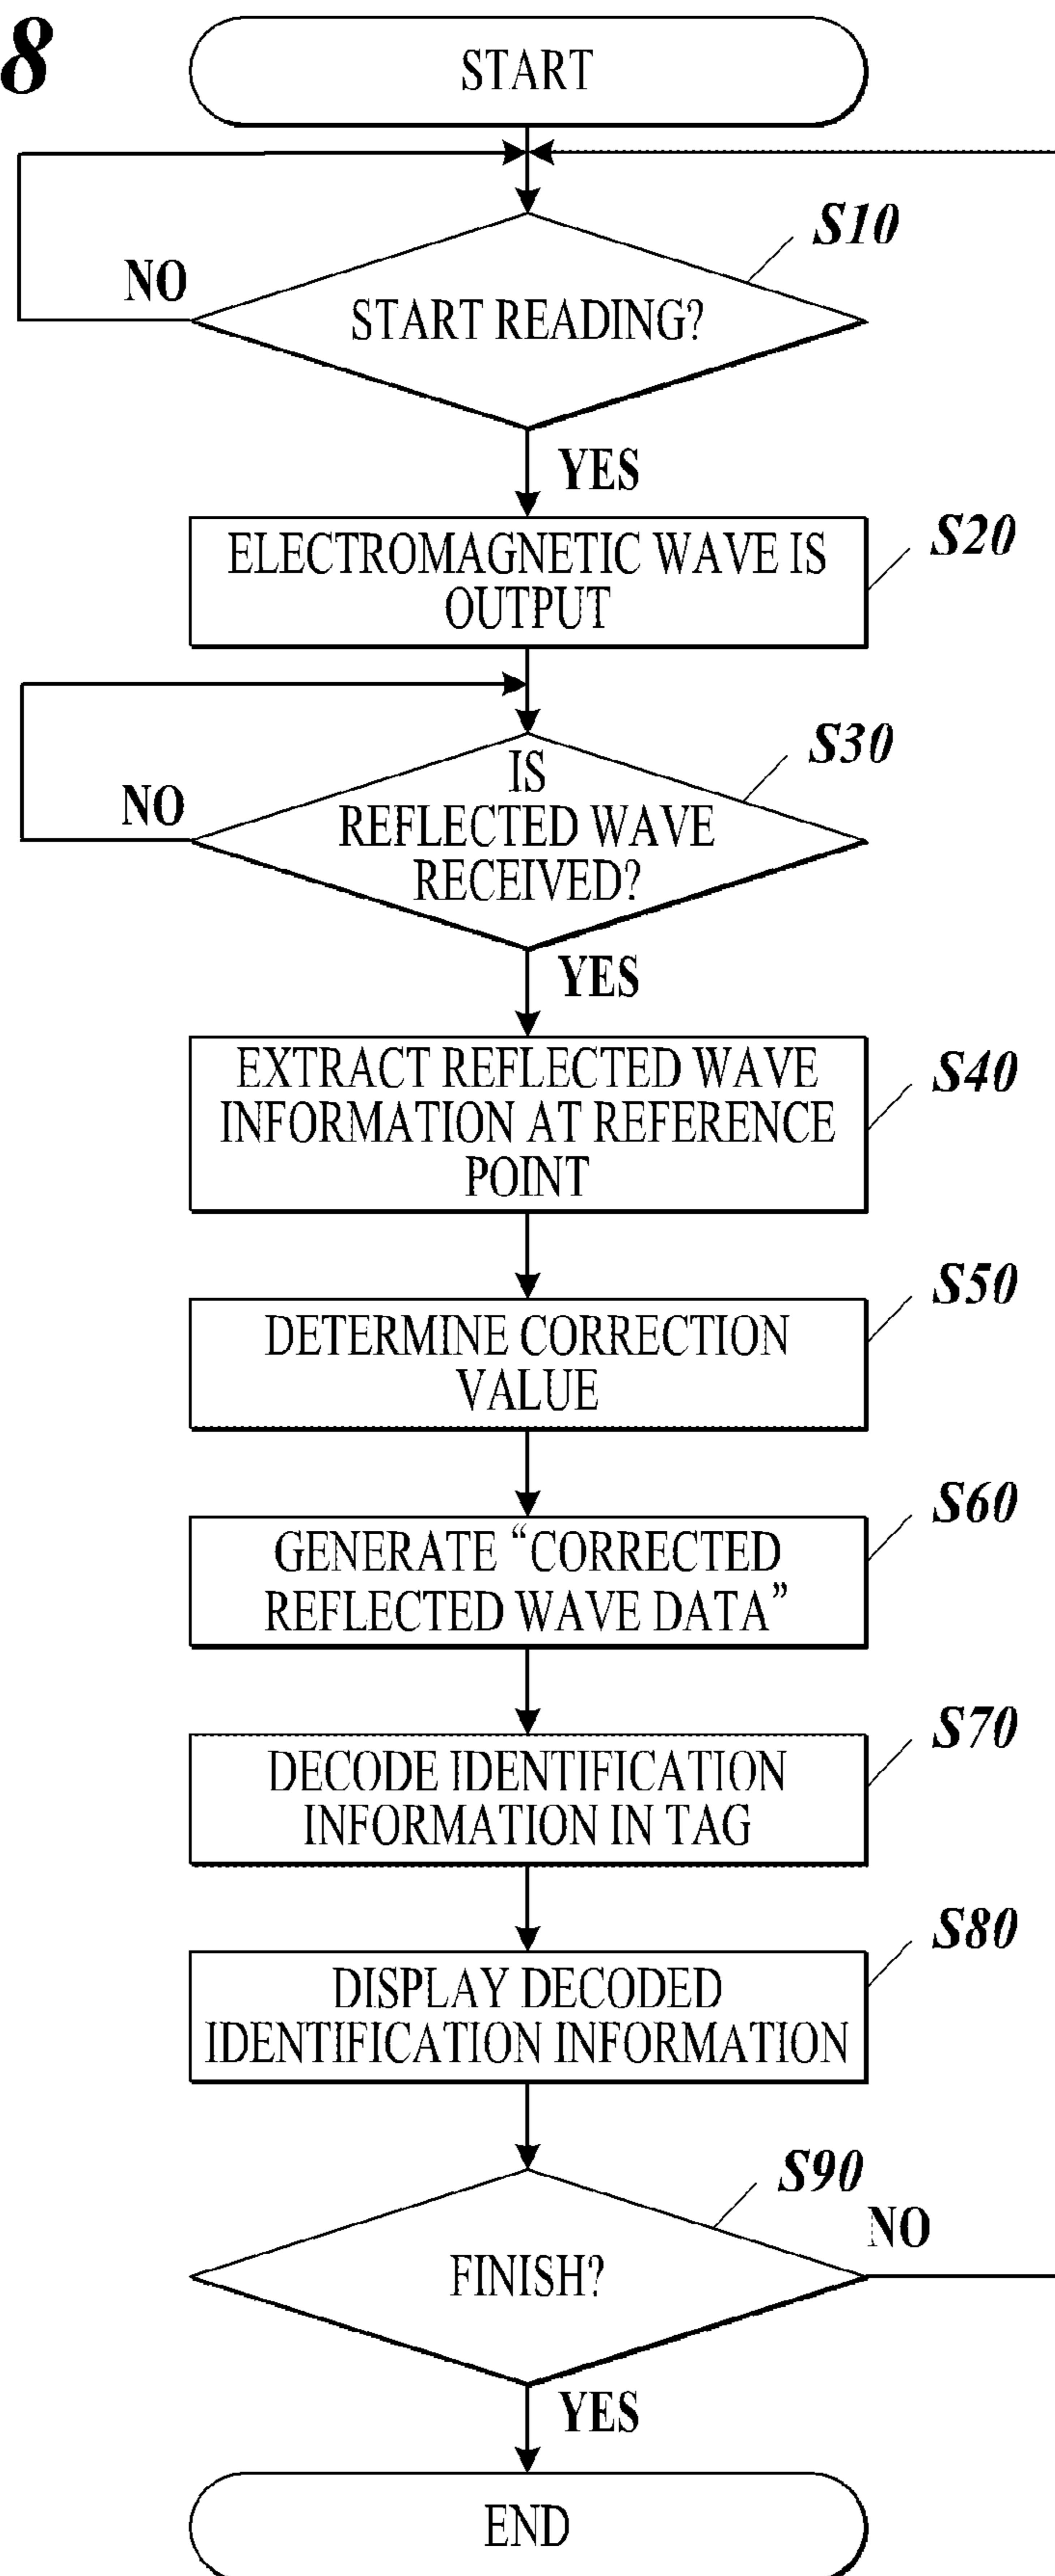 8
START
S10
NO
START READING?
YES
S20
ELECTROMAGNETIC WAVE IS
OUTPUT
S30
IS
NO
REFLECTED WAVE
RECEIVED?
YES
S40
EXTRACT REFLECTED WAVE
INFORMATION AT REFERENCE
POINT
S50
DETERMINE CORRECTION
VALUE
S60
GENERATE “CORRECTED
REFLECTED WAVE DATA”
S70
DECODE IDENTIFICATION
INFORMATION IN TAG
S80
DISPLAY DECODED
IDENTIFICATION INFORMATION
S90
NO
FINISH?
YES
END